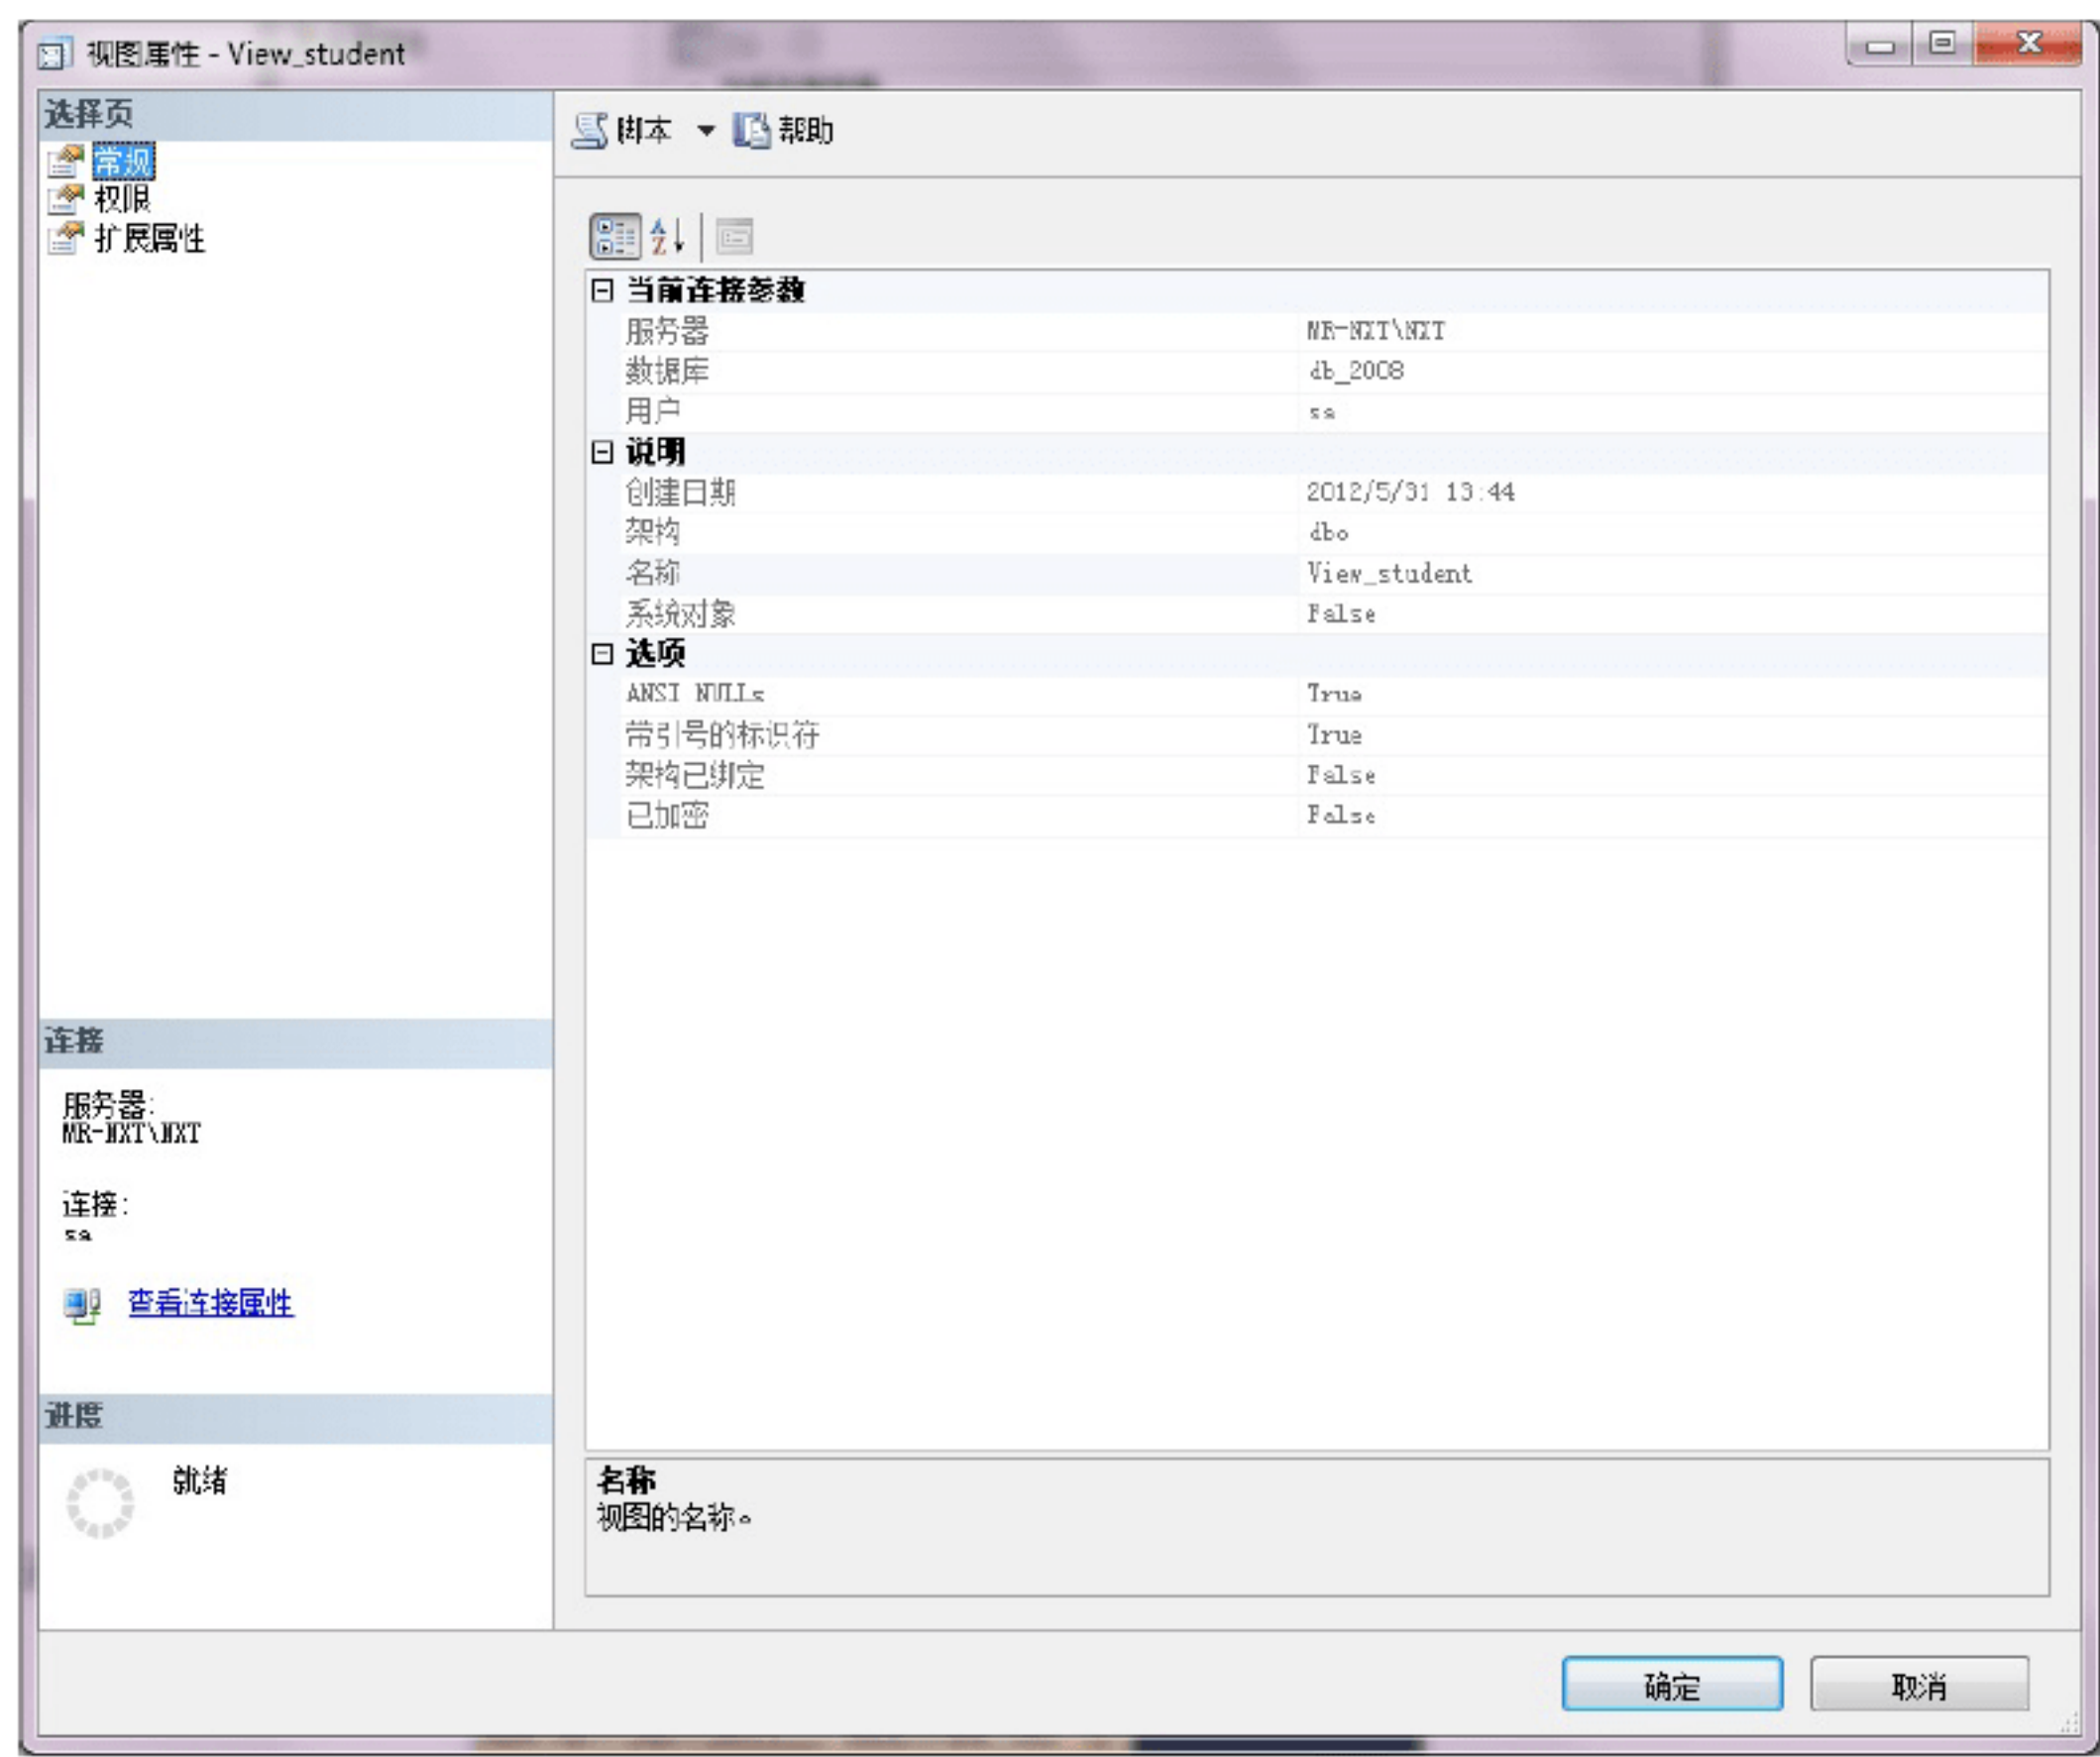 视图属性 - View_student
选择页
常规
权限
扩展属性
脚本 帮助
当前连接参数
服务器 MR-NXT\NXT
数据库 db_2008
用户 sa
说明
创建日期 2012/5/31 13:44
架构 dbo
名称 View_student
系统对象 False
选项
ANSI NULLs True
带引号的标识符 True
架构已绑定 False
已加密 False
连接
服务器:
MR-NXT\NXT
连接:
sa
查看连接属性
进度
就绪
名称
视图的名称。
确定 取消